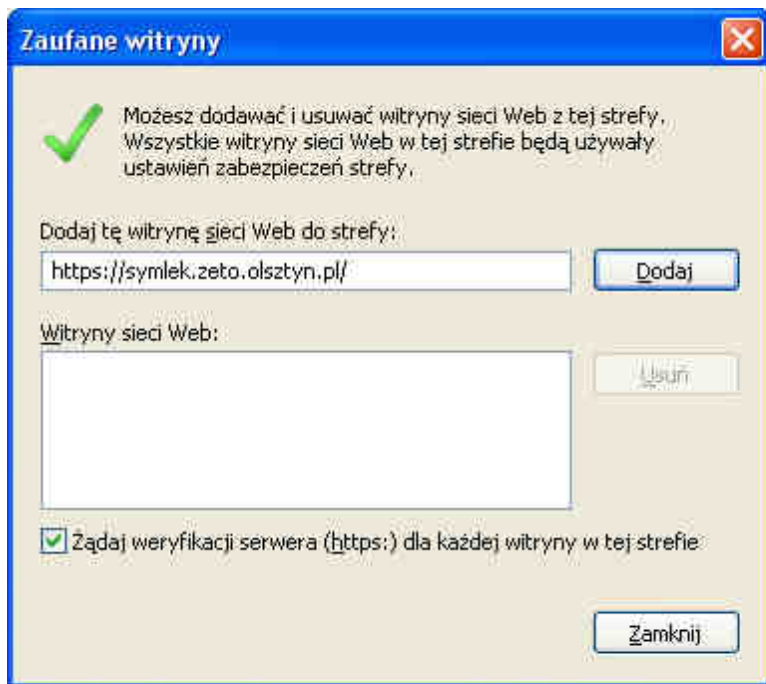 Zaufane witryny
Możesz dodawać i usuwać witryny sieci Web z tej strefy.
Wszystkie witryny sieci Web w tej strefie będą używały
ustawień zabezpieczeń strefy.
Dodaj tę witrynę sieci Web do strefy:
https://symlek.zeto.olsztyn.pl/
Dodaj
Witryny sieci Web:
Usuń
Żądaj weryfikacji serwera (https:) dla każdej witryny w tej strefie
Zamknij